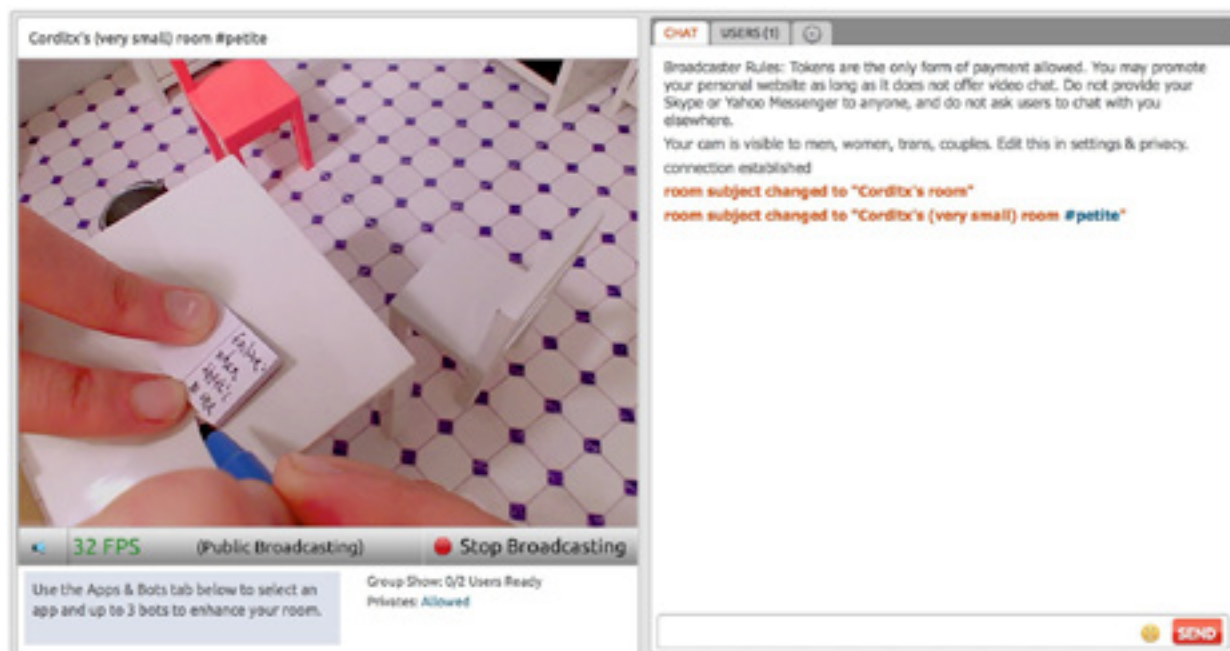 Corditx's (very small) room #petite
CHAT
USERS (1)
Broadcaster Rules: Tokens are the only form of payment allowed. You may promote
your personal website as long as it does not offer video chat. Do not provide your
Skype or Yahoo Messenger to anyone, and do not ask users to chat with you
elsewhere.
Your cam is visible to men, women, trans, couples. Edit this in settings & privacy.
connection established
room subject changed to "Corditx's room"
room subject changed to "Corditx's (very small) room #petite"
32 FPS
(Public Broadcasting)
Stop Broadcasting
Use the Apps & Bots tab below to select an
app and up to 3 bots to enhance your room.
Group Show: 0/2 Users Ready
Privates: Allowed
SEND